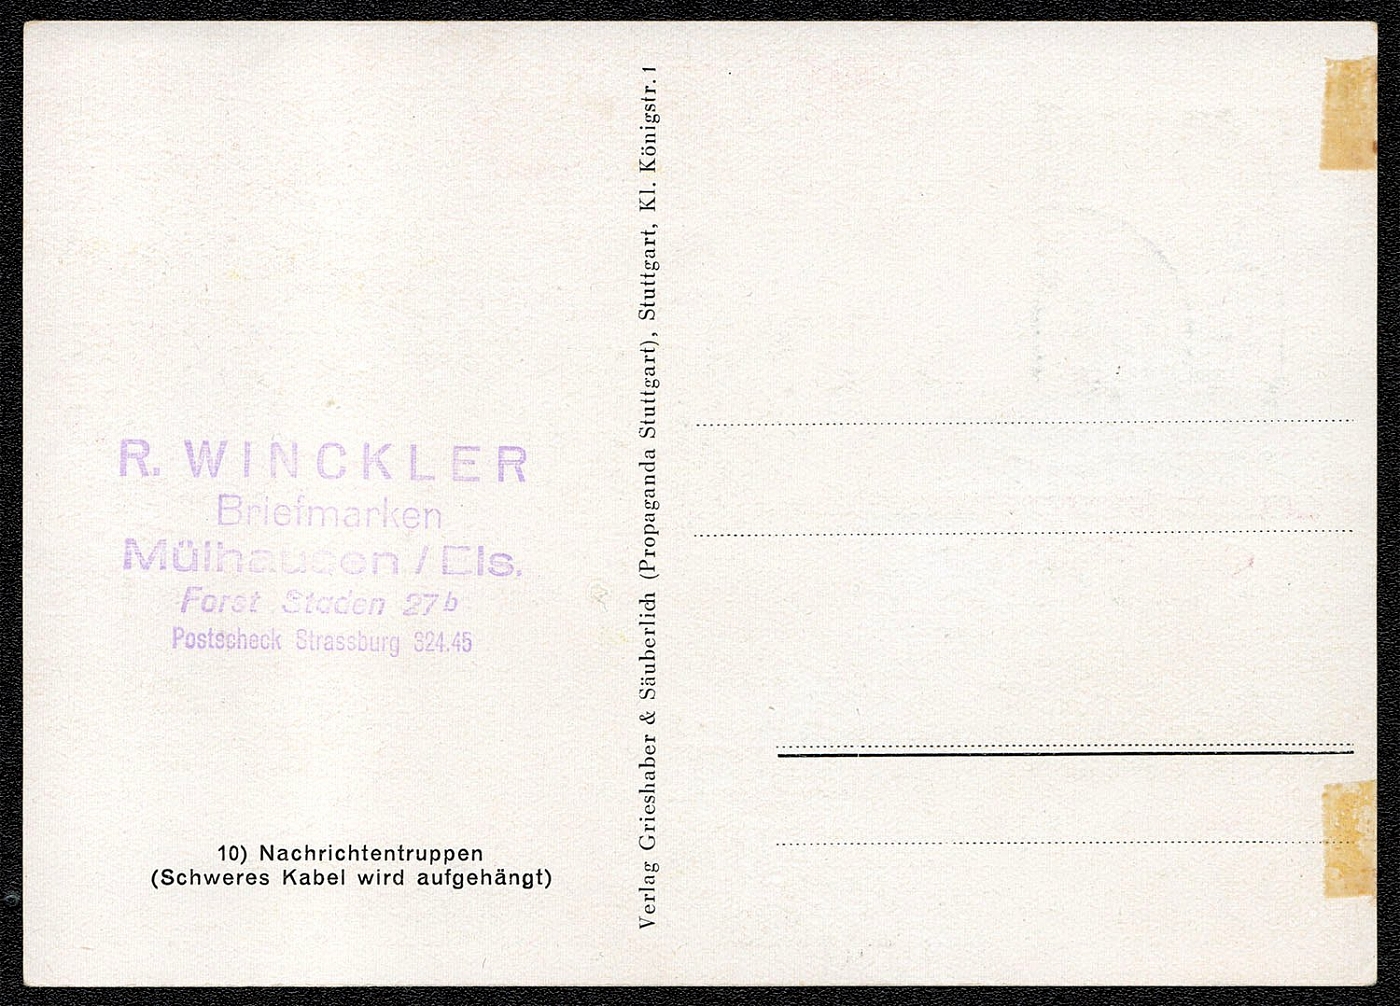 R. WINCKLER
Briefmarken
Mülhausen / Els.
Forst Staden 27b
Postscheck Strassburg 324.45
10) Nachrichtentruppen
(Schweres Kabel wird aufgehängt)
Verlag Grieshaber & Säuberlich (Propaganda Stuttgart), Stuttgart, Kl. Königstr. 1